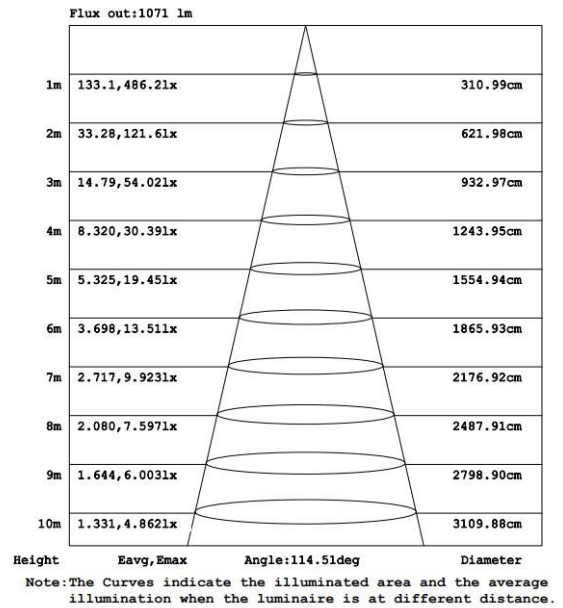 Flux out:1071 lm
1m 133.1,486.2lx 310.99cm
2m 33.28,121.6lx 621.98cm
3m 14.79,54.02lx 932.97cm
4m 8.320,30.39lx 1243.95cm
5m 5.325,19.45lx 1554.94cm
6m 3.698,13.51lx 1865.93cm
7m 2.717,9.923lx 2176.92cm
8m 2.080,7.597lx 2487.91cm
9m 1.644,6.003lx 2798.90cm
10m 1.331,4.862lx 3109.88cm
Height Eavg,Emax Angle:114.51deg Diameter
Note:The Curves indicate the illuminated area and the average
illumination when the luminaire is at different distance.